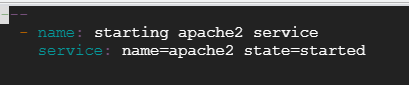 ---
- name: starting apache2 service
service: name=apache2 state=started